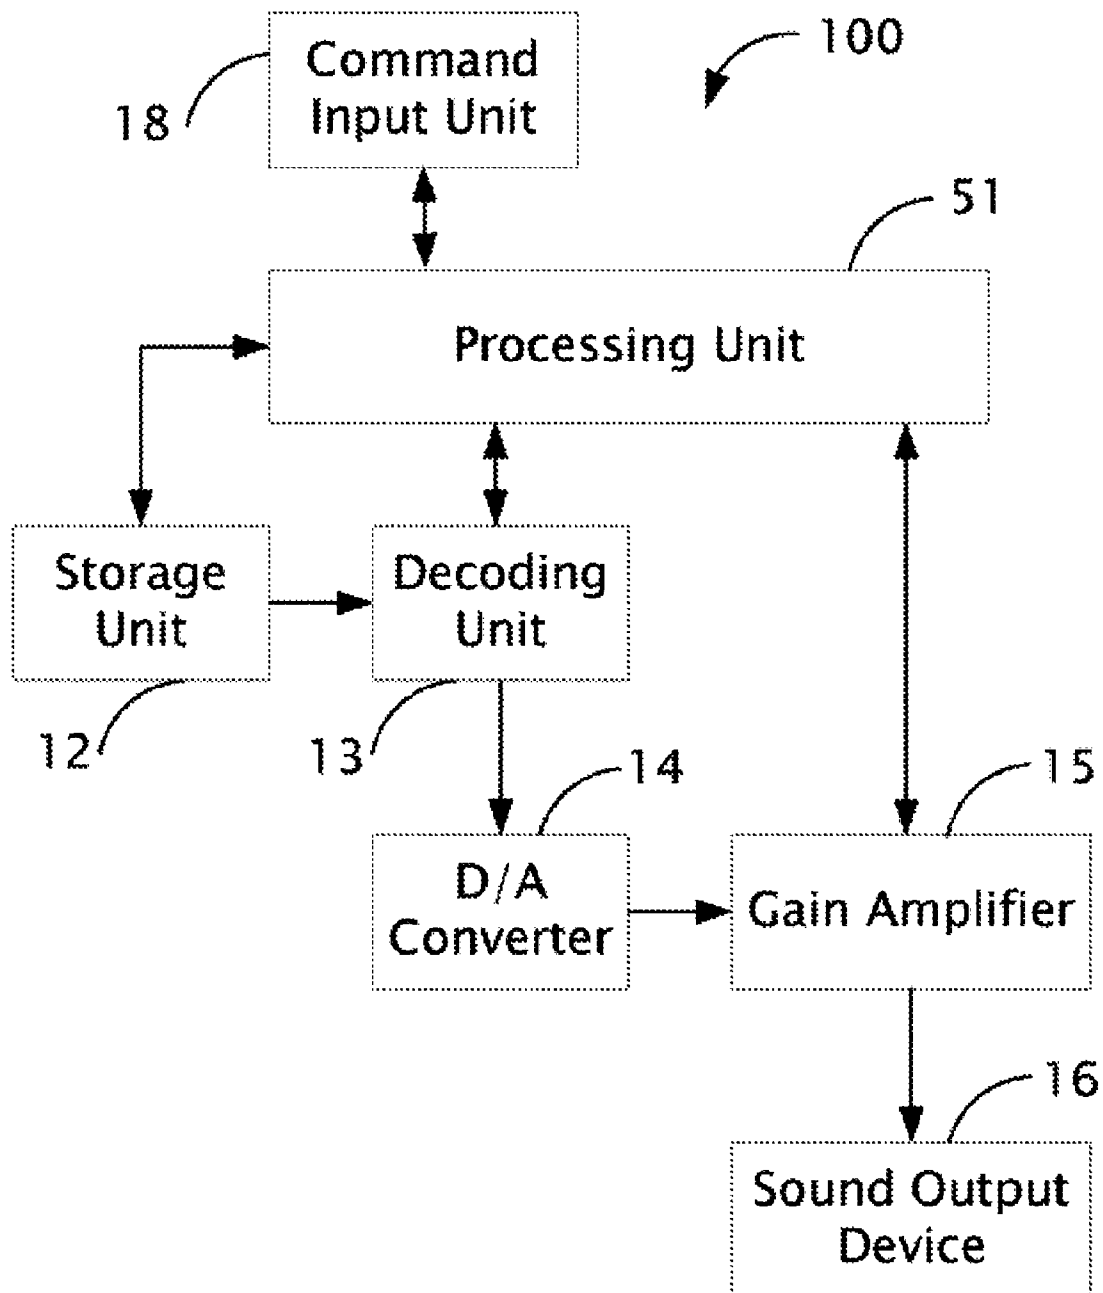 100
Command
Input Unit
18
51
Processing Unit
Storage
Unit
Decoding
Unit
12
13
14
15
D/A
Converter
Gain Amplifier
16
Sound Output
Device